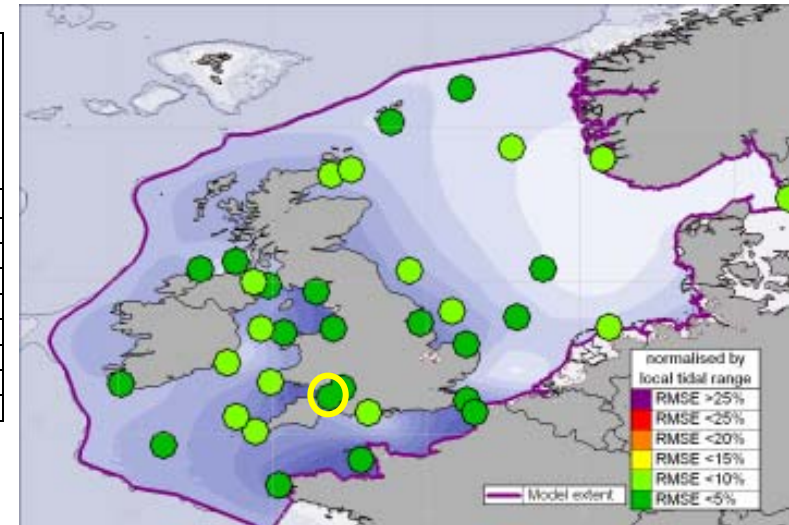 normalised by
local tidal range
RMSE >25%
RMSE <25%
RMSE <20%
RMSE <15%
RMSE <10%
RMSE <5%
Model extent